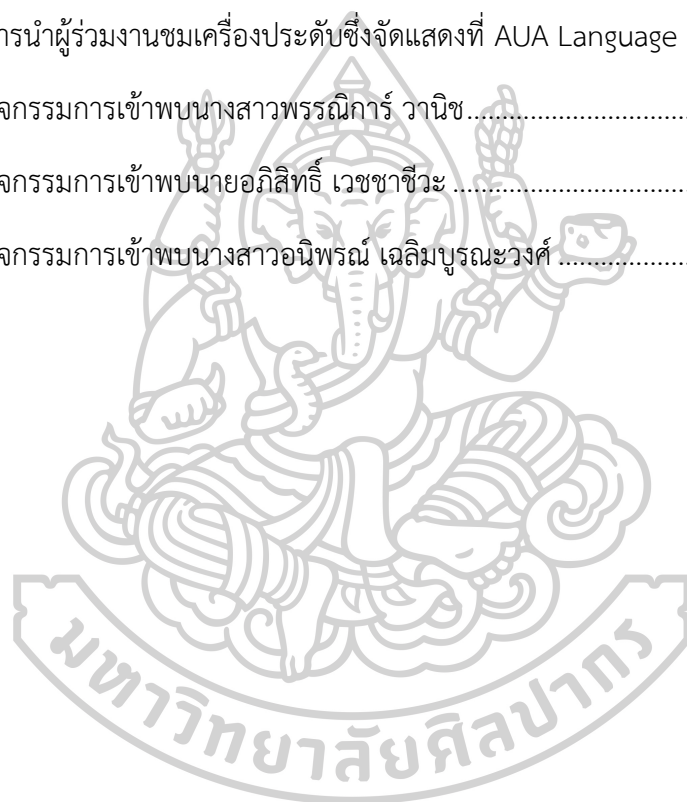 ารนำผู้ร่วมงานชมเครื่องประดับซึ่งจัดแสดงที่ AUA Language
จกรรมการเข้าพบนางสาวพรรณิการ์ วานิช..............................
จกรรมการเข้าพบนายอภิสิทธิ์ เวชชาชีวะ ................................
จกรรมการเข้าพบนางสาวอนิพรณ์ เฉลิมบูรณะวงศ์ ..................
มหาวิทยาลัยศิลปากร